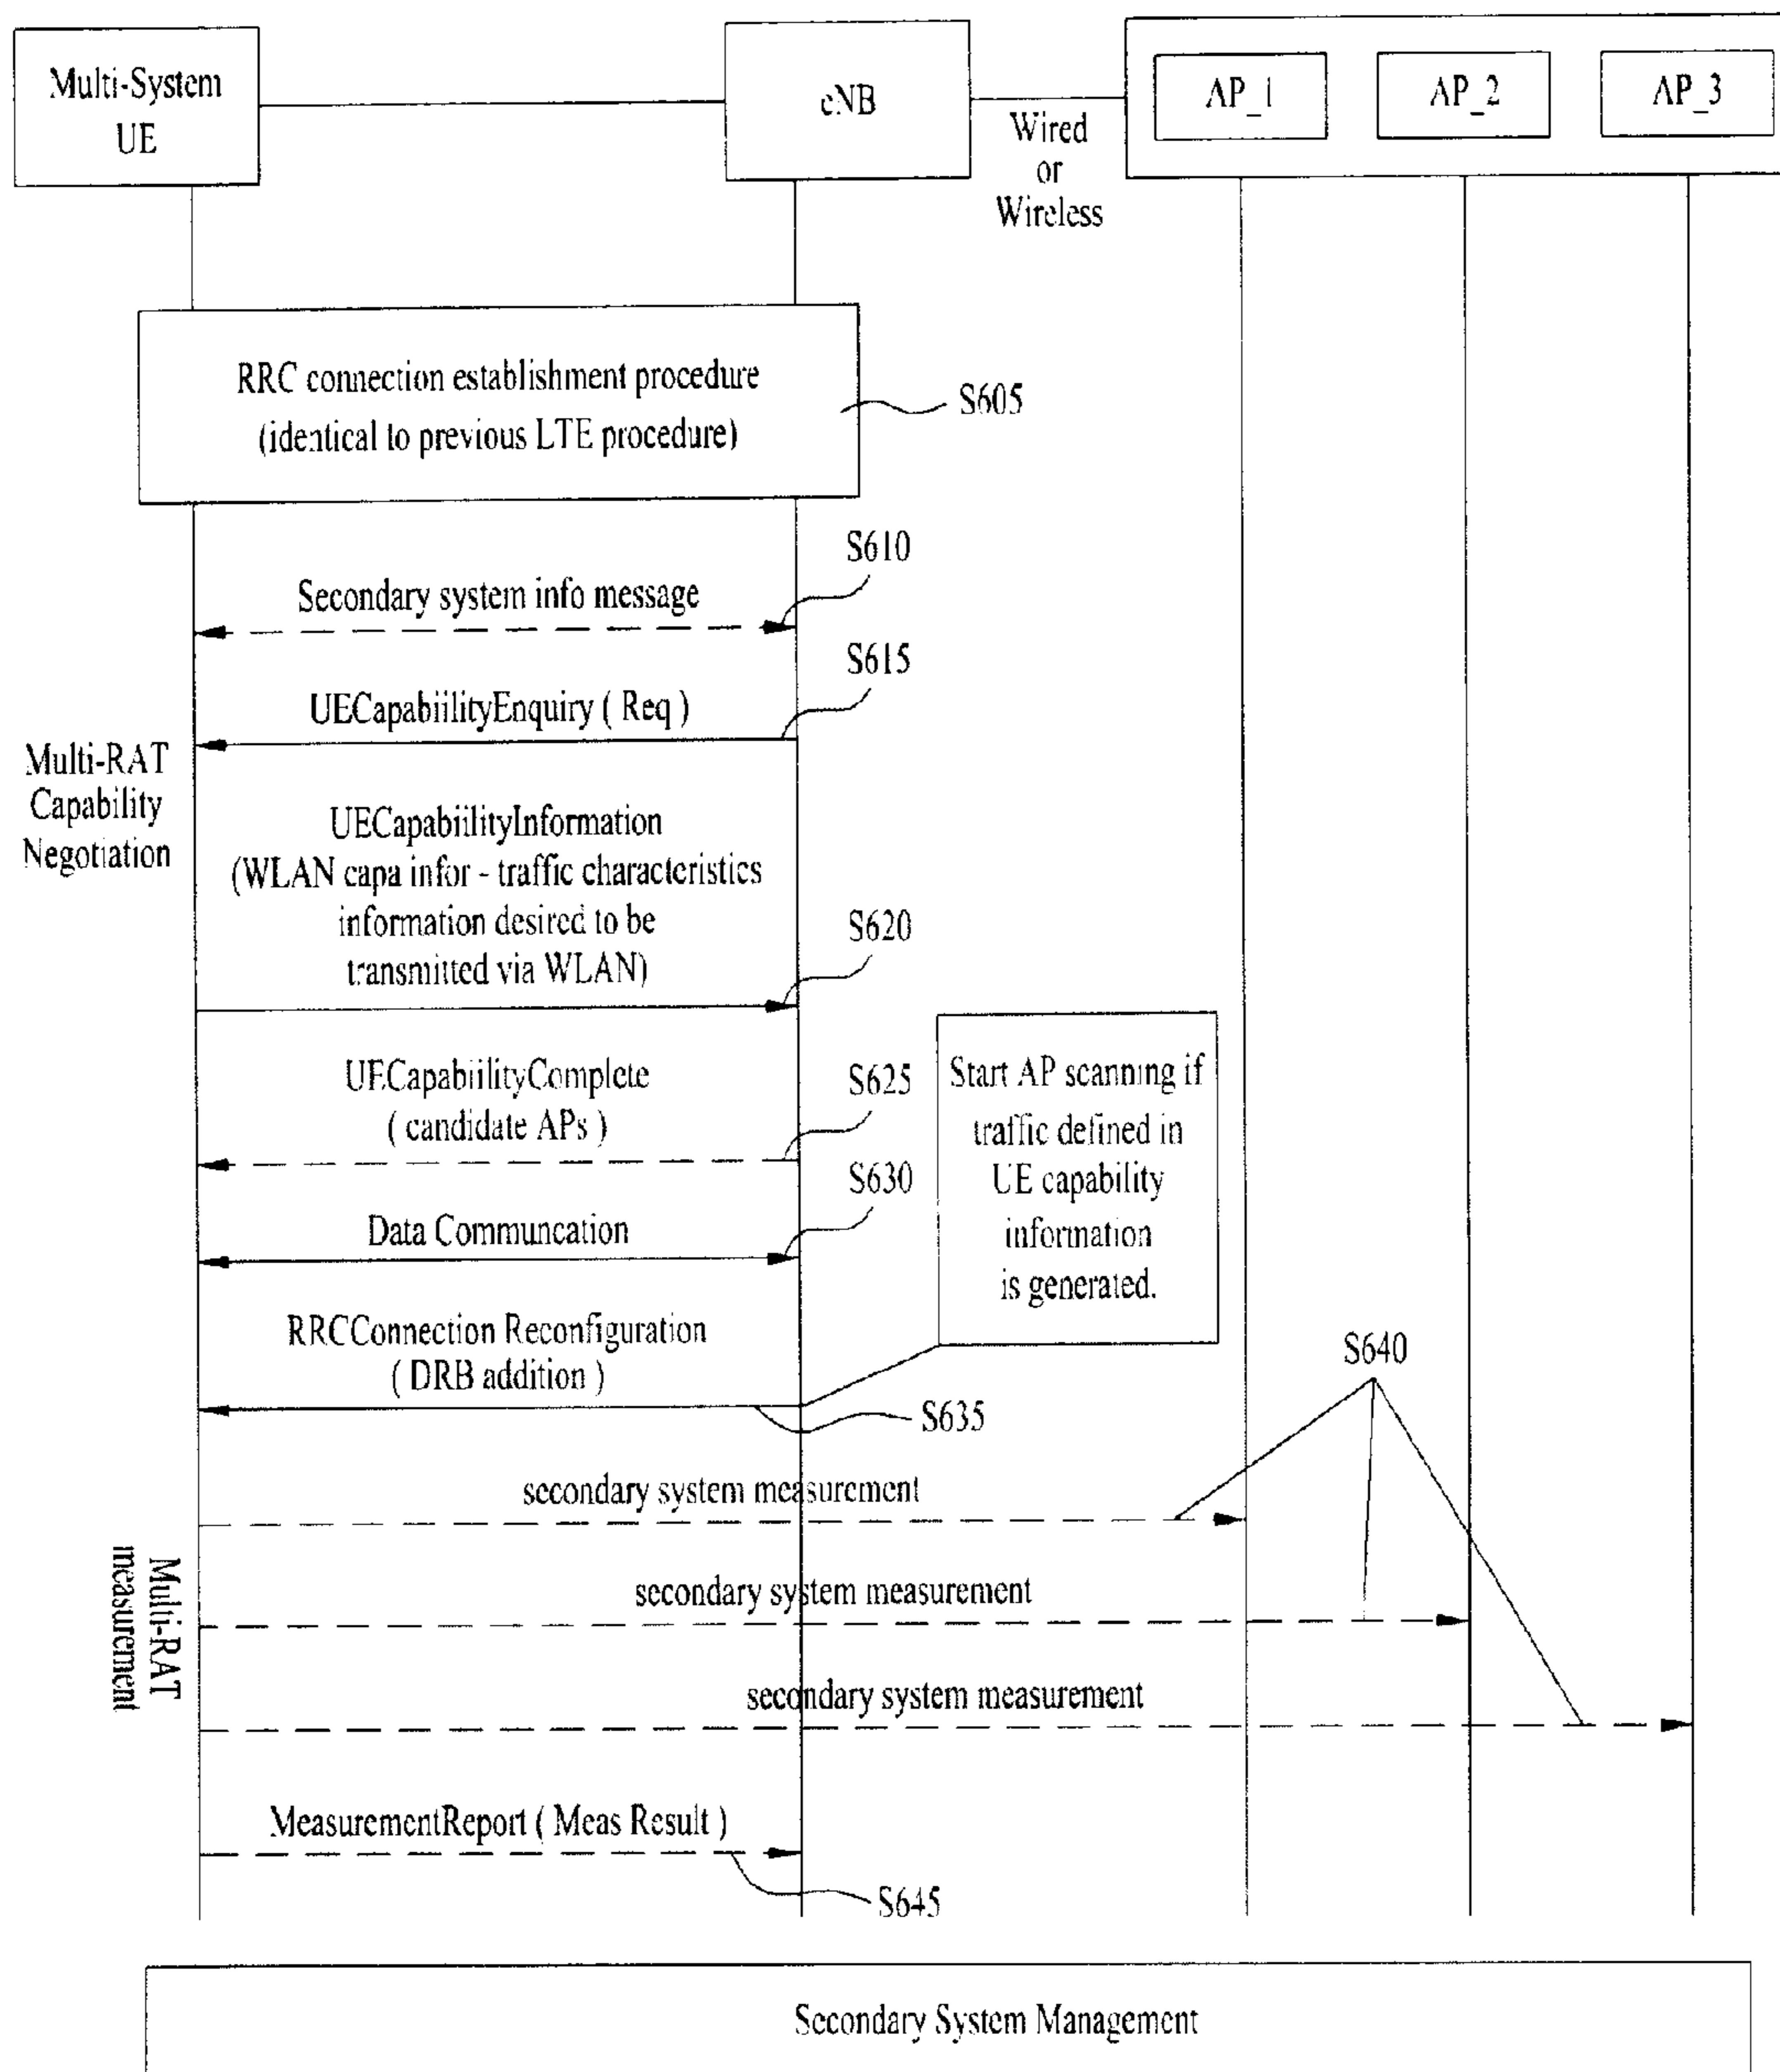 Multi-System
UE
eNB
Wired
or
Wireless
AP_1
AP_2
AP_3
RRC connection establishment procedure
(identical to previous LTE procedure)
S605
S610
Secondary system info message
S615
UECapabiilityEnquiry ( Req )
Multi-RAT
Capability
Negotiation
UECapabiilityInformation
(WLAN capa infor - traffic characteristics
information desired to be
transmitted via WLAN)
S620
UECapabiilityComplete
( candidate APs )
S625
Start AP scanning if
traffic defined in
UE capability
information
is generated.
S630
Data Communcation
RRCConnection Reconfiguration
( DRB addition )
S635
S640
secondary system measurement
secondary system measurement
secondary system measurement
Multi-RAT
measurement
MeasurementReport ( Meas Result )
S645
Secondary System Management